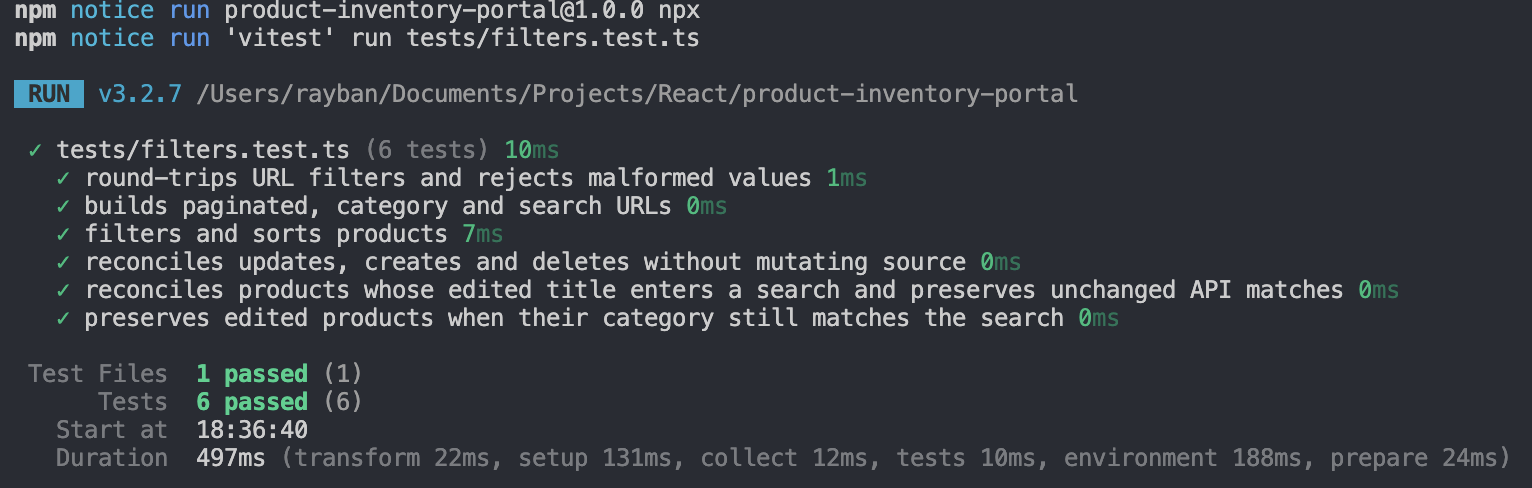 npm notice run product-inventory-portal@1.0.0 npx
npm notice run 'vitest' run tests/filters.test.ts
RUN v3.2.7 /Users/rayban/Documents/Projects/React/product-inventory-portal
✓ tests/filters.test.ts (6 tests) 10ms
✓ round-trips URL filters and rejects malformed values 1ms
✓ builds paginated, category and search URLs 0ms
✓ filters and sorts products 7ms
✓ reconciles updates, creates and deletes without mutating source 0ms
✓ reconciles products whose edited title enters a search and preserves unchanged API matches 0ms
✓ preserves edited products when their category still matches the search 0ms
Test Files 1 passed (1)
Tests 6 passed (6)
Start at 18:36:40
Duration 497ms (transform 22ms, setup 131ms, collect 12ms, tests 10ms, environment 188ms, prepare 24ms)